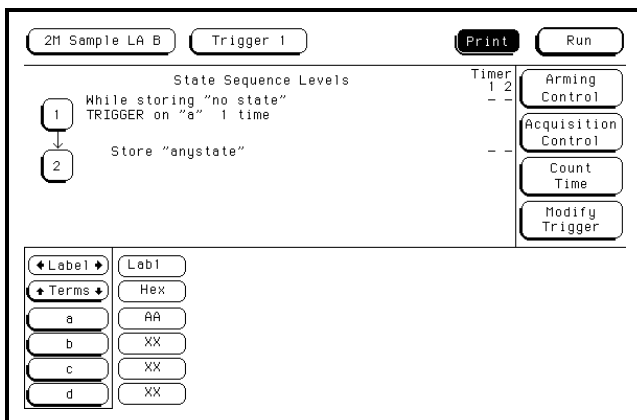 2M Sample LA B Trigger 1 Print Run
State Sequence Levels
Timer
1 2
1 While storing "no state" - -
TRIGGER on "a" 1 time
2 Store "anystate" - -
Arming
Control
Acquisition
Control
Count
Time
Modify
Trigger
←Label→ Lab1
↑Terms↓ Hex
a AA
b XX
c XX
d XX